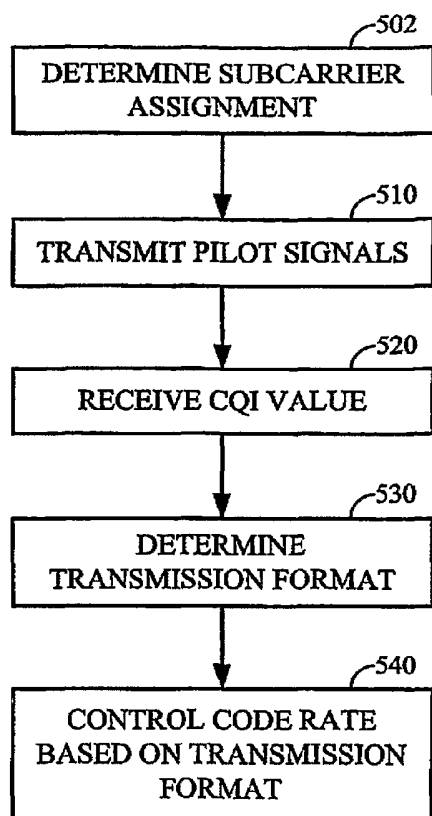 502
DETERMINE SUBCARRIER
ASSIGNMENT
510
TRANSMIT PILOT SIGNALS
520
RECEIVE CQI VALUE
530
DETERMINE
TRANSMISSION FORMAT
540
CONTROL CODE RATE
BASED ON TRANSMISSION
FORMAT